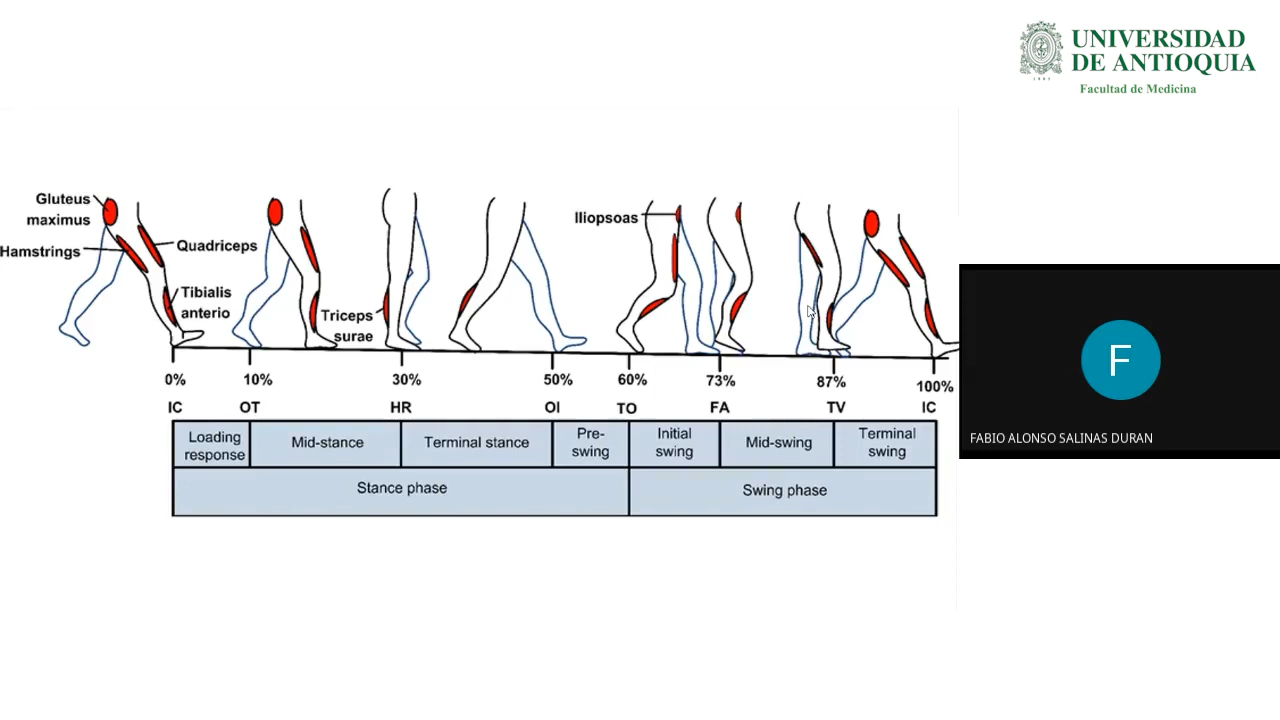 UNIVERSIDAD
DE ANTIOQUIA
Facultad de Medicina
Gluteus
maximus
Hamstrings
Quadriceps
Tibialis
anterio
Triceps
surae
Iliopsoas
0%
10%
30%
50%
60%
73%
87%
100%
IC
OT
HR
OI
TO
FA
TV
IC
Loading
response
Mid-stance
Terminal stance
Pre-
swing
Initial
swing
Mid-swing
Terminal
swing
Stance phase
Swing phase
F
FABIO ALONSO SALINAS DURAN